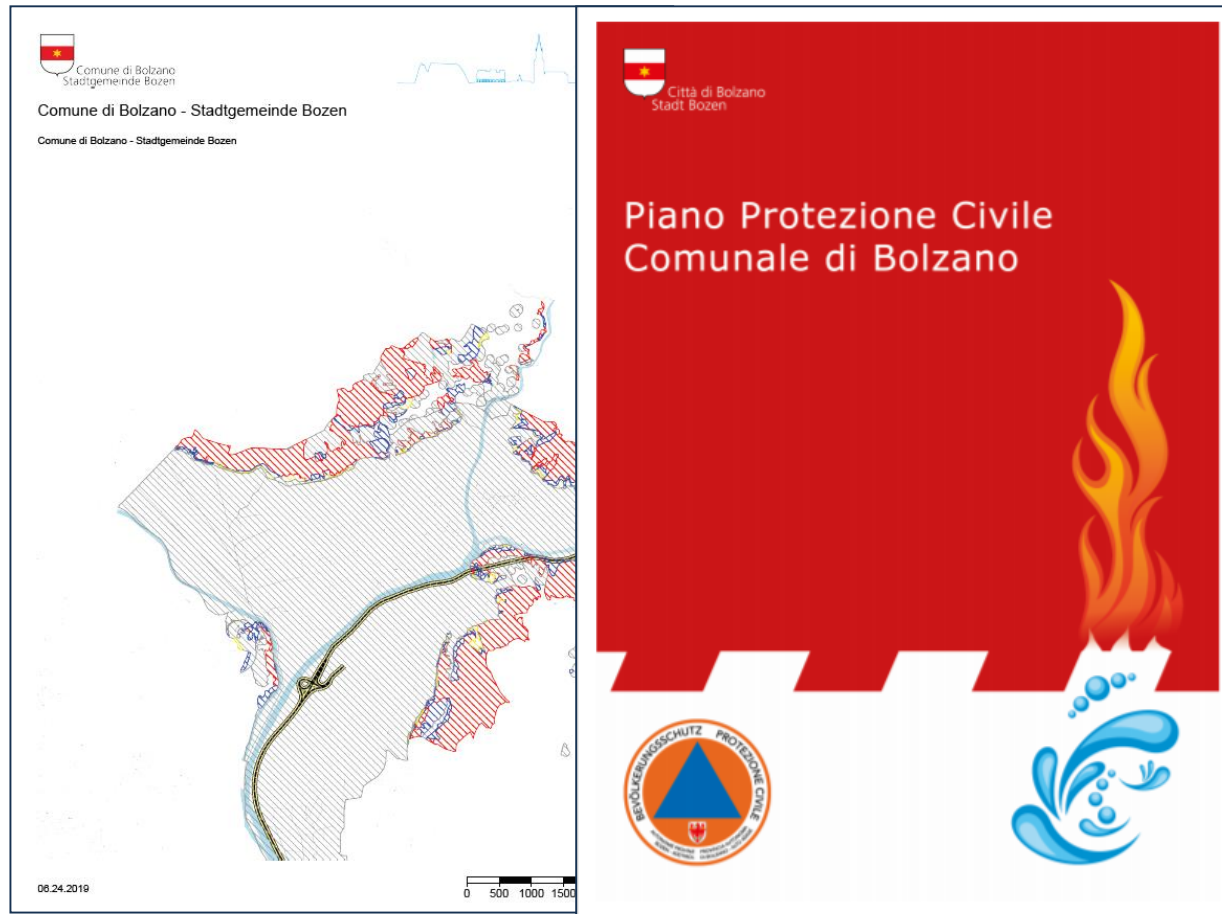 Comune di Bolzano
Stadtgemeinde Bozen
Comune di Bolzano - Stadtgemeinde Bozen
Comune di Bolzano - Stadtgemeinde Bozen
06.24.2019
0 500 1000 1500
Città di Bolzano
Stadt Bozen
Piano Protezione Civile
Comunale di Bolzano
BEVÖLKERUNGSSCHUTZ PROTEZIONE CIVILE